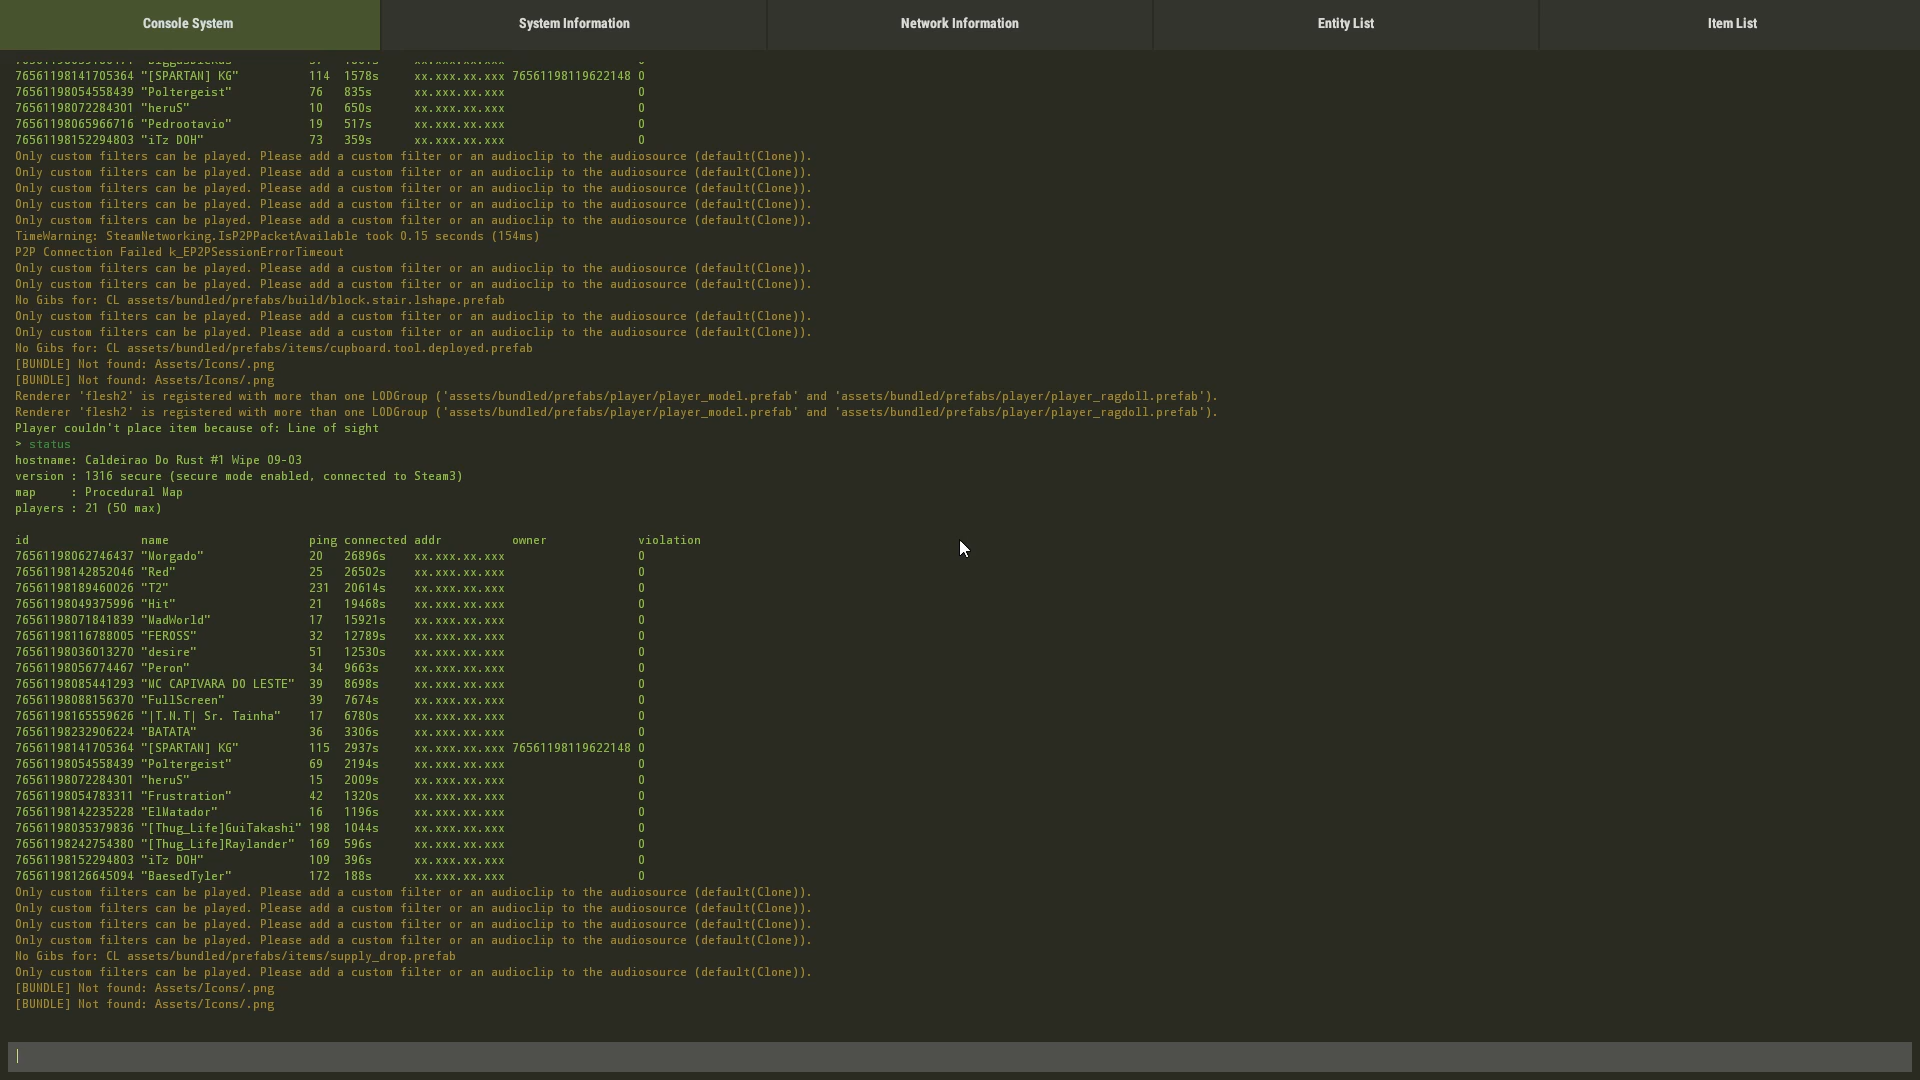 Console System
System Information
Network Information
Entity List
Item List
76561198141705364 "[SPARTAN] KG" 114 1578s xx.xxx.xx.xxx 76561198119622148 0
76561198054558439 "Poltergeist" 76 835s xx.xxx.xx.xxx 0
76561198072284301 "heruS" 10 650s xx.xxx.xx.xxx 0
76561198065966716 "Pedrootavio" 19 517s xx.xxx.xx.xxx 0
76561198152294803 "iTz DOH" 73 359s xx.xxx.xx.xxx 0
Only custom filters can be played. Please add a custom filter or an audioclip to the audiosource (default(Clone)).
Only custom filters can be played. Please add a custom filter or an audioclip to the audiosource (default(Clone)).
Only custom filters can be played. Please add a custom filter or an audioclip to the audiosource (default(Clone)).
Only custom filters can be played. Please add a custom filter or an audioclip to the audiosource (default(Clone)).
Only custom filters can be played. Please add a custom filter or an audioclip to the audiosource (default(Clone)).
TimeWarning: SteamNetworking.IsP2PPacketAvailable took 0.15 seconds (154ms)
P2P Connection Failed k_EP2PSessionErrorTimeout
Only custom filters can be played. Please add a custom filter or an audioclip to the audiosource (default(Clone)).
Only custom filters can be played. Please add a custom filter or an audioclip to the audiosource (default(Clone)).
No Gibs for: CL assets/bundled/prefabs/build/block.stair.lshape.prefab
Only custom filters can be played. Please add a custom filter or an audioclip to the audiosource (default(Clone)).
Only custom filters can be played. Please add a custom filter or an audioclip to the audiosource (default(Clone)).
No Gibs for: CL assets/bundled/prefabs/items/cupboard.tool.deployed.prefab
[BUNDLE] Not found: Assets/Icons/.png
[BUNDLE] Not found: Assets/Icons/.png
Renderer 'flesh2' is registered with more than one LODGroup ('assets/bundled/prefabs/player/player_model.prefab' and 'assets/bundled/prefabs/player/player_ragdoll.prefab').
Renderer 'flesh2' is registered with more than one LODGroup ('assets/bundled/prefabs/player/player_model.prefab' and 'assets/bundled/prefabs/player/player_ragdoll.prefab').
Player couldn't place item because of: Line of sight
> status
hostname: Caldeirao Do Rust #1 Wipe 09-03
version : 1316 secure (secure mode enabled, connected to Steam3)
map : Procedural Map
players : 21 (50 max)
id name ping connected addr owner violation
76561198062746437 "Morgado" 20 26896s xx.xxx.xx.xxx 0
76561198142852046 "Red" 25 26502s xx.xxx.xx.xxx 0
76561198189460026 "T2" 231 20614s xx.xxx.xx.xxx 0
76561198049375996 "Hit" 21 19468s xx.xxx.xx.xxx 0
76561198071841839 "MadWorld" 17 15921s xx.xxx.xx.xxx 0
76561198116788005 "FEROSS" 32 12789s xx.xxx.xx.xxx 0
76561198036013270 "desire" 51 12530s xx.xxx.xx.xxx 0
76561198056774467 "Peron" 34 9663s xx.xxx.xx.xxx 0
76561198085441293 "MC CAPIVARA DO LESTE" 39 8698s xx.xxx.xx.xxx 0
76561198088156370 "FullScreen" 39 7674s xx.xxx.xx.xxx 0
76561198165559626 "|T.N.T| Sr. Tainha" 17 6780s xx.xxx.xx.xxx 0
76561198232906224 "BATATA" 36 3306s xx.xxx.xx.xxx 0
76561198141705364 "[SPARTAN] KG" 115 2937s xx.xxx.xx.xxx 76561198119622148 0
76561198054558439 "Poltergeist" 69 2194s xx.xxx.xx.xxx 0
76561198072284301 "heruS" 15 2009s xx.xxx.xx.xxx 0
76561198054783311 "Frustration" 42 1320s xx.xxx.xx.xxx 0
76561198142235228 "ElMatador" 16 1196s xx.xxx.xx.xxx 0
76561198035379836 "[Thug_Life]GuiTakashi" 198 1044s xx.xxx.xx.xxx 0
76561198242754380 "[Thug_Life]Raylander" 169 596s xx.xxx.xx.xxx 0
76561198152294803 "iTz DOH" 109 396s xx.xxx.xx.xxx 0
76561198126645094 "BaesedTyler" 172 188s xx.xxx.xx.xxx 0
Only custom filters can be played. Please add a custom filter or an audioclip to the audiosource (default(Clone)).
Only custom filters can be played. Please add a custom filter or an audioclip to the audiosource (default(Clone)).
Only custom filters can be played. Please add a custom filter or an audioclip to the audiosource (default(Clone)).
Only custom filters can be played. Please add a custom filter or an audioclip to the audiosource (default(Clone)).
No Gibs for: CL assets/bundled/prefabs/items/supply_drop.prefab
Only custom filters can be played. Please add a custom filter or an audioclip to the audiosource (default(Clone)).
[BUNDLE] Not found: Assets/Icons/.png
[BUNDLE] Not found: Assets/Icons/.png